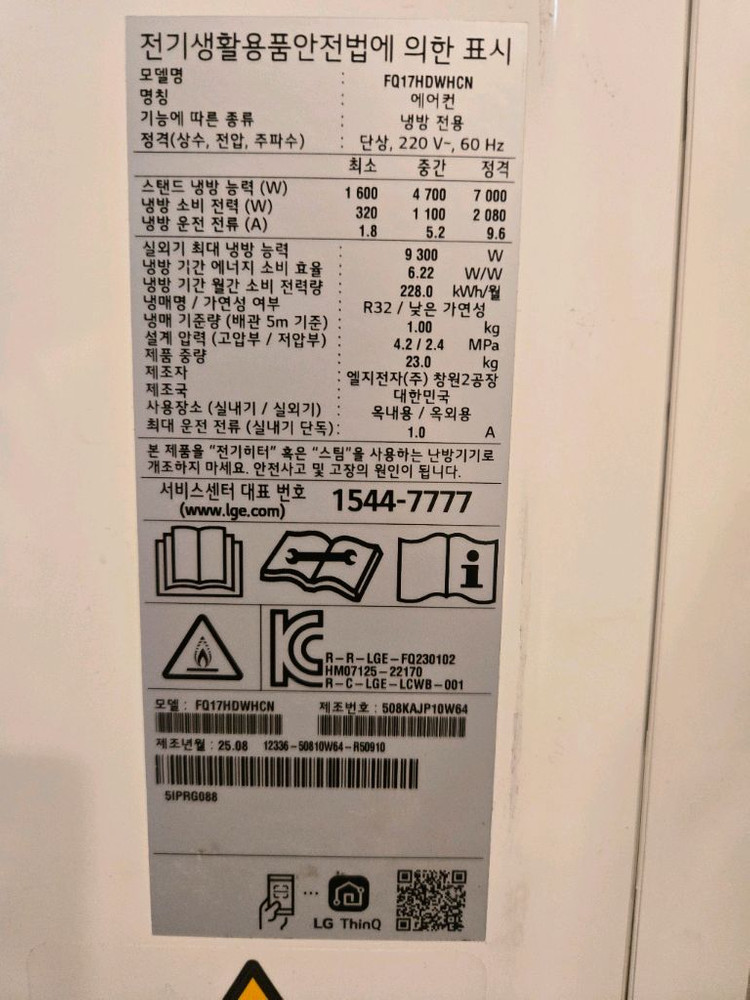 전기생활용품안전법에 의한 표시
모델명 : FQ17HDWHCN
명칭 : 에어컨
기능에 따른 종류 : 냉방 전용
정격(상수, 전압, 주파수) : 단상, 220 V~, 60 Hz
최소 중간 정격
스탠드 냉방 능력 (W) 1 600 4 700 7 000
냉방 소비 전력 (W) 320 1 100 2 080
냉방 운전 전류 (A) 1.8 5.2 9.6
실외기 최대 냉방 능력 : 9 300 W
냉방 기간 에너지 소비 효율 : 6.22 W/W
냉방 기간 월간 소비 전력량 : 228.0 kWh/월
냉매명 / 가연성 여부 : R32 / 낮은 가연성
냉매 기준량 (배관 5m 기준) : 1.00 kg
설계 압력 (고압부 / 저압부) : 4.2 / 2.4 MPa
제품 중량 : 23.0 kg
제조자 : 엘지전자(주) 창원2공장
제조국 : 대한민국
사용장소 (실내기 / 실외기) : 옥내용 / 옥외용
최대 운전 전류 (실내기 단독) : 1.0 A
본 제품을 "전기히터" 혹은 "스팀"을 사용하는 난방기기로
개조하지 마세요. 안전사고 및 고장의 원인이 됩니다.
서비스센터 대표 번호 1544-7777
(www.lge.com)
R-R-LGE-FQ230102
HM07125-22170
R-C-LGE-LCWB-001
모델 : FQ17HDWHCN 제조번호 : 508KAJP10W64
제조년월 : 25.08 12336-50810W64-R50910
5IPRG088
LG ThinQ